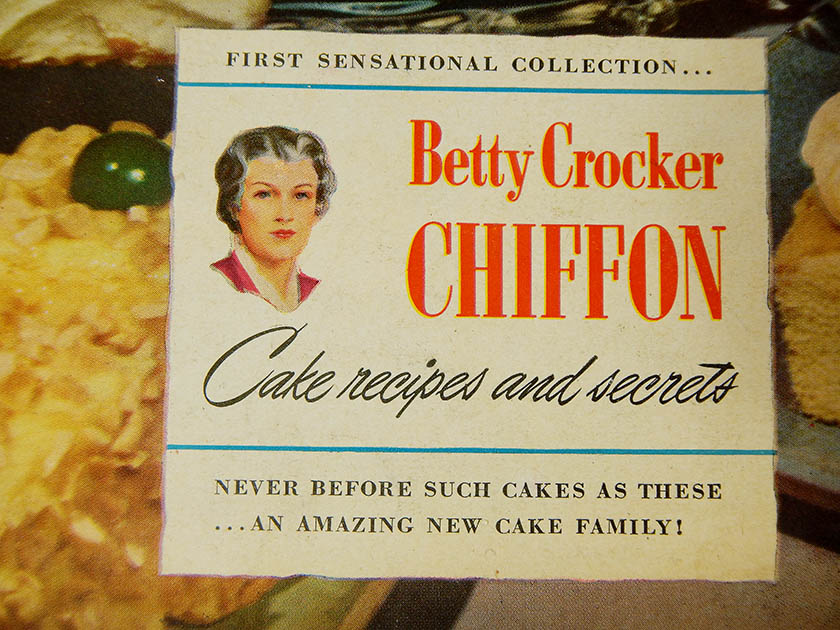 FIRST SENSATIONAL COLLECTION...
Betty Crocker
CHIFFON
Cake recipes and secrets
NEVER BEFORE SUCH CAKES AS THESE
...AN AMAZING NEW CAKE FAMILY!